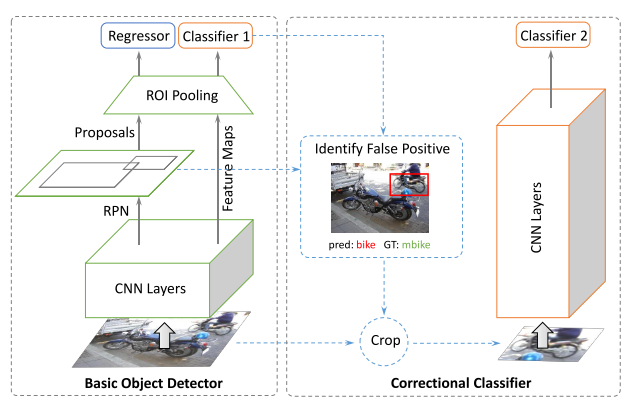 Regressor
Classifier 1
Classifier 2
ROI Pooling
Proposals
Feature Maps
RPN
CNN Layers
Identify False Positive
pred: bike GT: mbike
Crop
CNN Layers
Basic Object Detector
Correctional Classifier